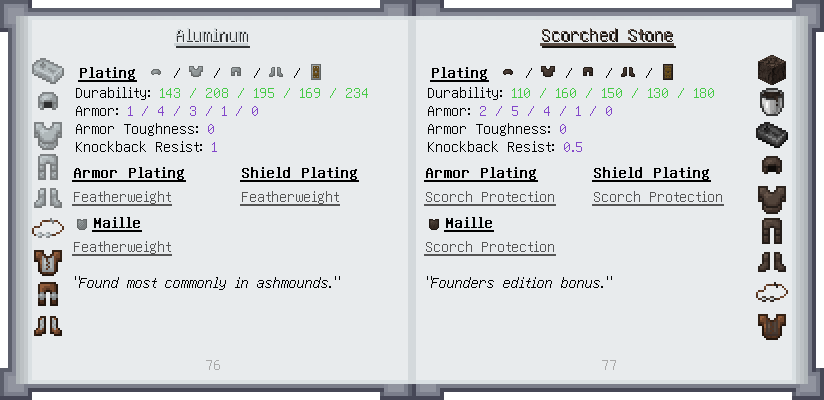 Aluminum
Plating / / / /
Durability: 143 / 208 / 195 / 169 / 234
Armor: 1 / 4 / 3 / 1 / 0
Armor Toughness: 0
Knockback Resist: 1
Armor Plating
Shield Plating
Featherweight
Featherweight
Maille
Featherweight
"Found most commonly in ashmounds."
76
Scorched Stone
Plating / / / /
Durability: 110 / 160 / 150 / 130 / 180
Armor: 2 / 5 / 4 / 1 / 0
Armor Toughness: 0
Knockback Resist: 0.5
Armor Plating
Shield Plating
Scorch Protection
Scorch Protection
Maille
Scorch Protection
"Founders edition bonus."
77